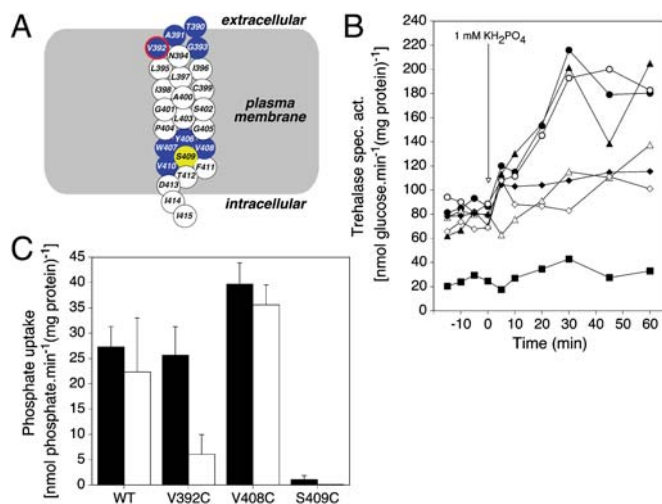 A
extracellular
T390
A391
V392
G393
N394
L395
I396
L397
I398
C399
A400
G401
S402
L403
P404
G405
Y406
W407
V408
S409
V410
F411
T412
D413
I414
I415
plasma
membrane
intracellular
B
1 mM KH2PO4
Trehalase spec. act.
[nmol glucose.min-1(mg protein)-1]
220
200
180
160
140
120
100
80
60
40
20
0
-10 0 10 20 30 40 50 60
Time (min)
C
Phosphate uptake
[nmol phosphate.min-1(mg protein)-1]
45
40
35
30
25
20
15
10
5
0
WT V392C V408C S409C